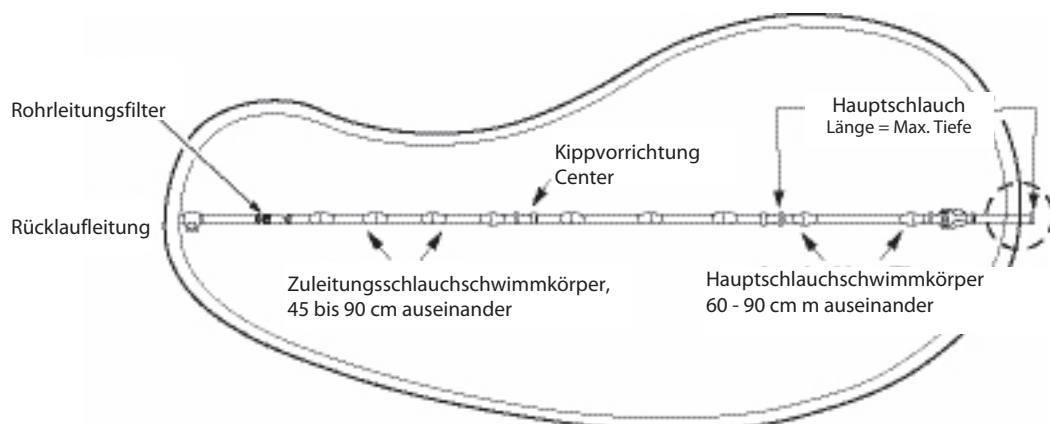 Rohrleitungsfilter
Hauptschlauch
Länge = Max. Tiefe
Kippvorrichtung
Center
Rücklaufleitung
Zuleitungsschlauchschwimmkörper,
45 bis 90 cm auseinander
Hauptschlauchschwimmkörper
60 - 90 cm m auseinander